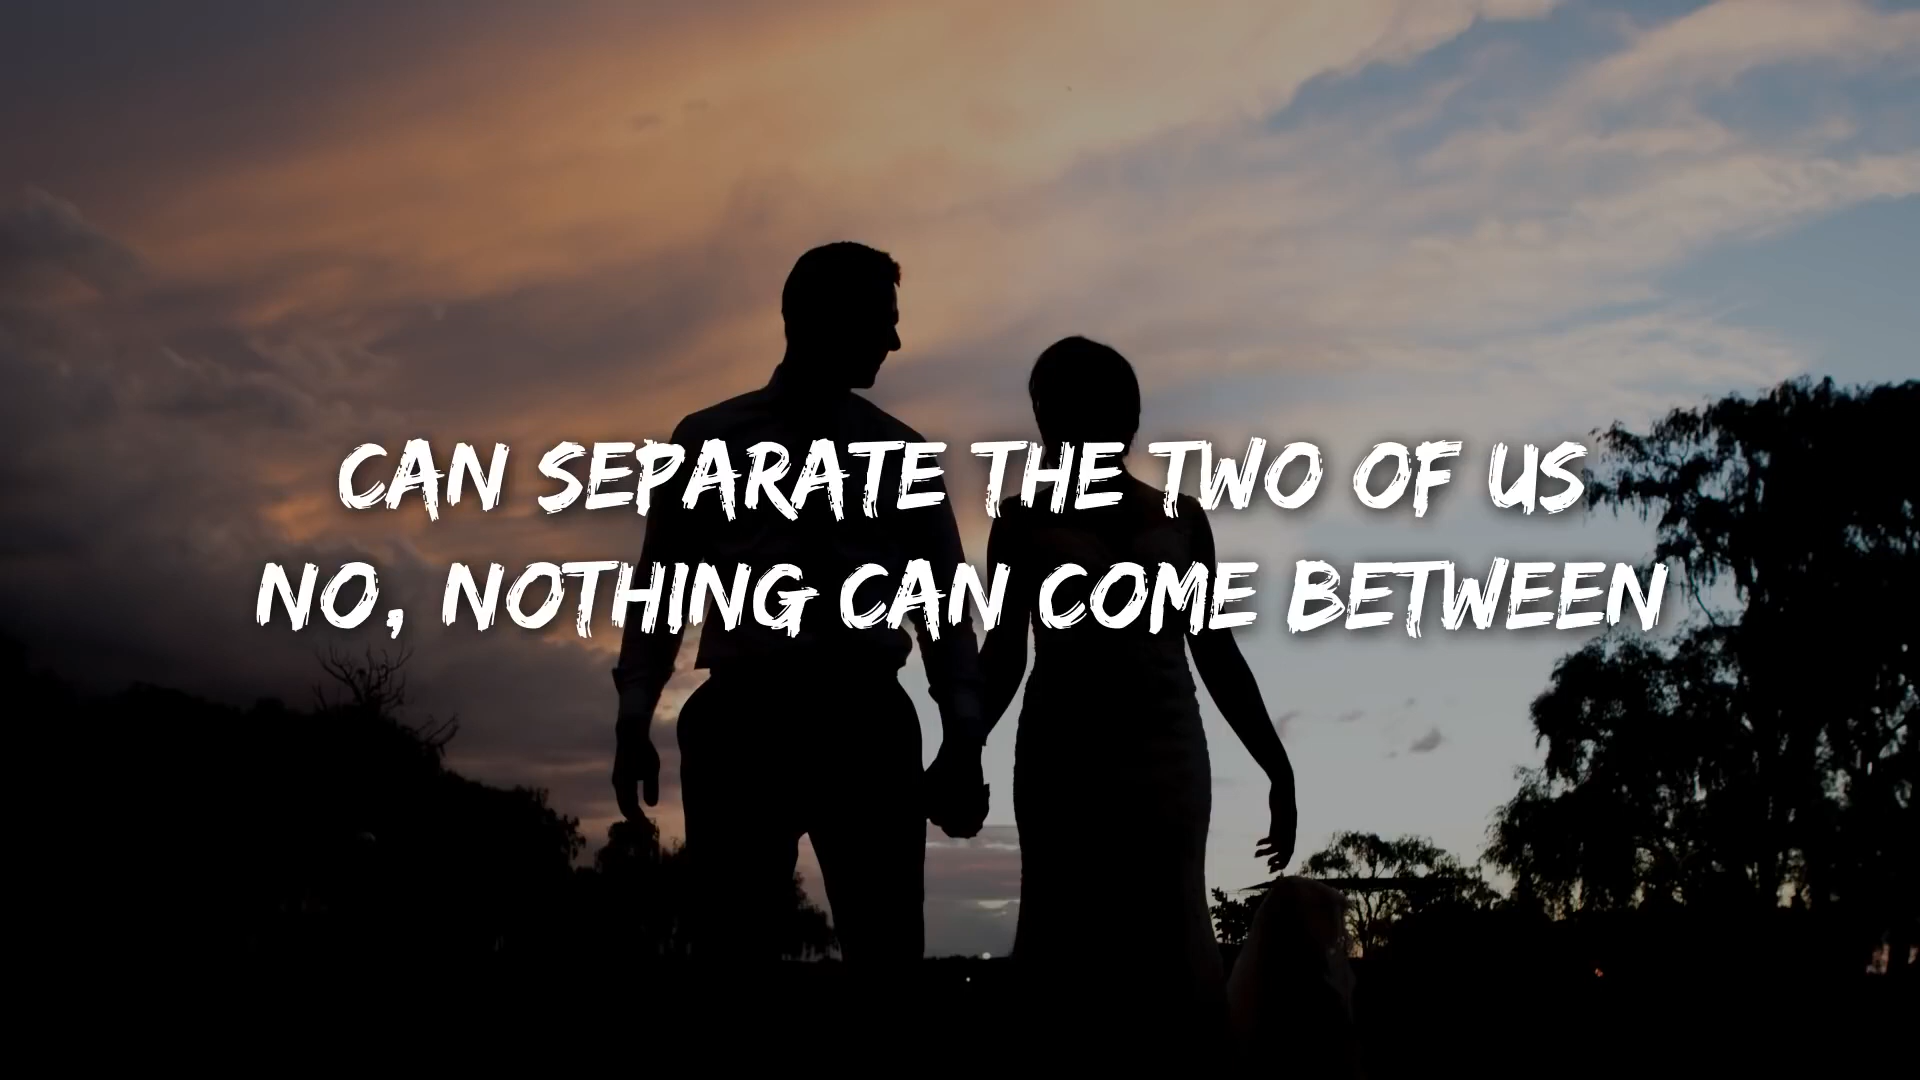 CAN SEPARATE THE TWO OF US
NO, NOTHING CAN COME BETWEEN